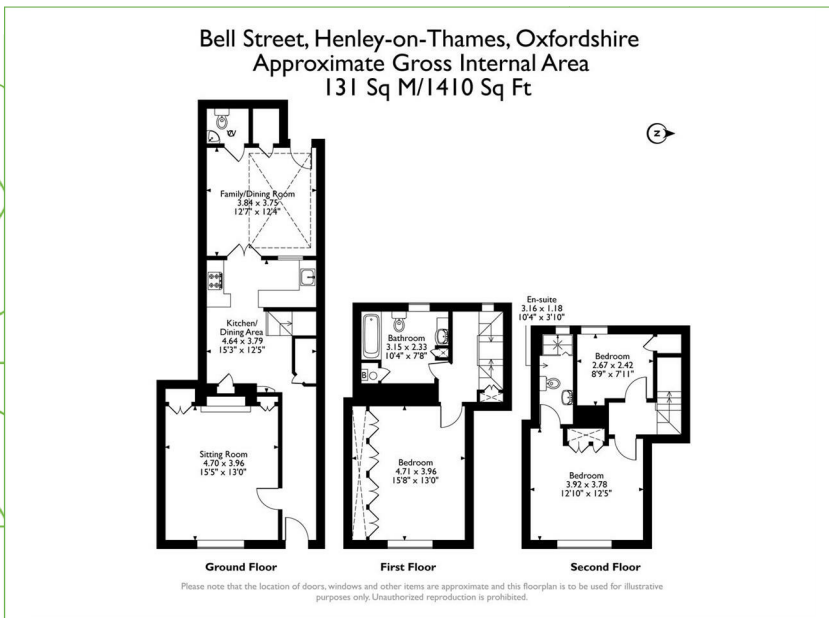 Bell Street, Henley-on-Thames, Oxfordshire
Approximate Gross Internal Area
131 Sq M/1410 Sq Ft
Z
Family/Dining Room
3.84 x 3.75
12'7" x 12'4"
Kitchen/
Dining Area
4.64 x 3.79
15'3" x 12'5"
Sitting Room
4.70 x 3.96
15'5" x 13'0"
Ground Floor
Bathroom
3.15 x 2.33
10'4" x 7'8"
B
Bedroom
4.71 x 3.96
15'8" x 13'0"
First Floor
En-suite
3.16 x 1.18
10'4" x 3'10"
Bedroom
2.67 x 2.42
8'9" x 7'11"
Bedroom
3.92 x 3.78
12'10" x 12'5"
Second Floor
Please note that the location of doors, windows and other items are approximate and this floorplan is to be used for illustrative
purposes only. Unauthorized reproduction is prohibited.